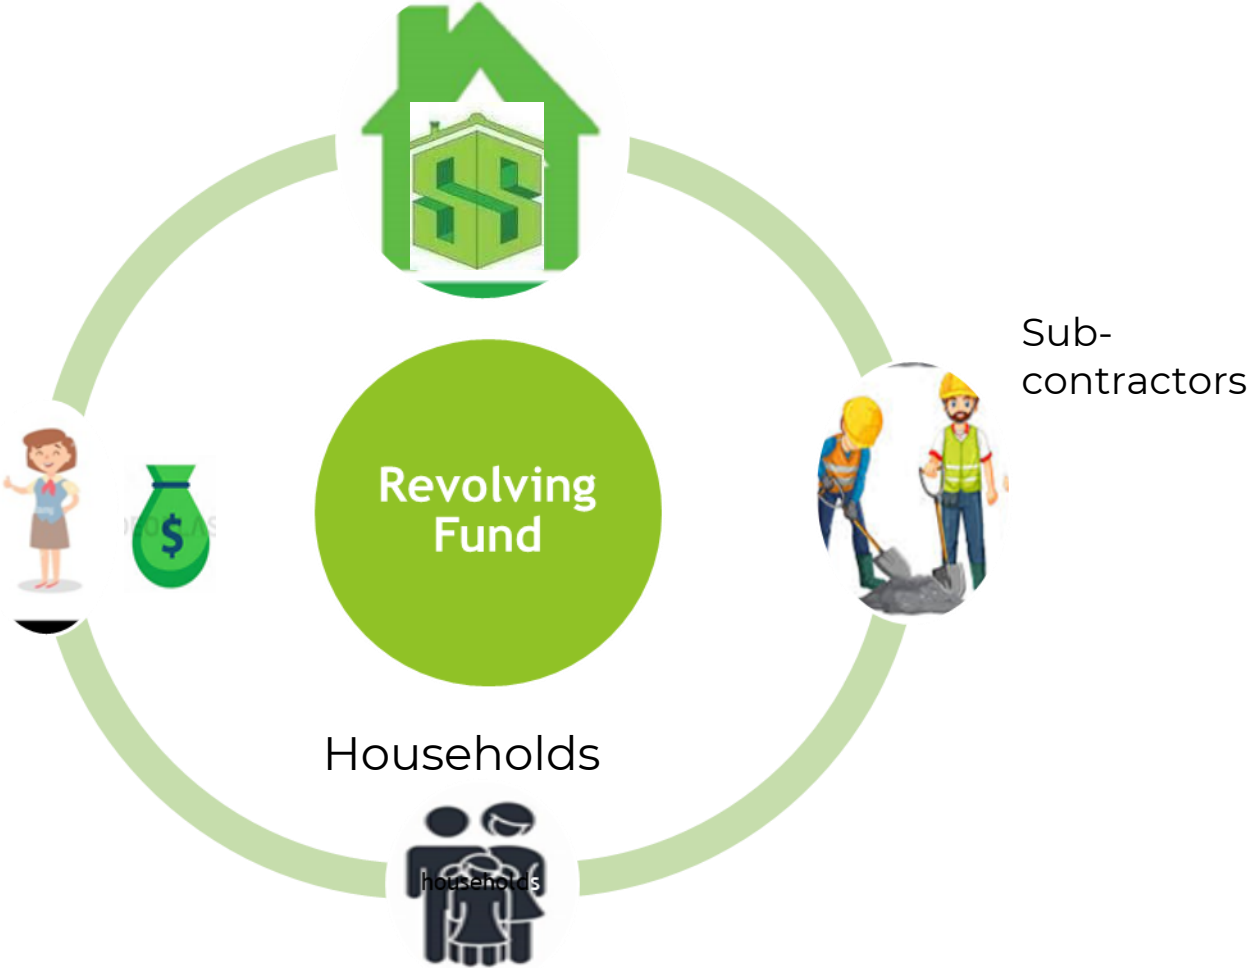 Sub-
contractors
Revolving
Fund
$
Households
households